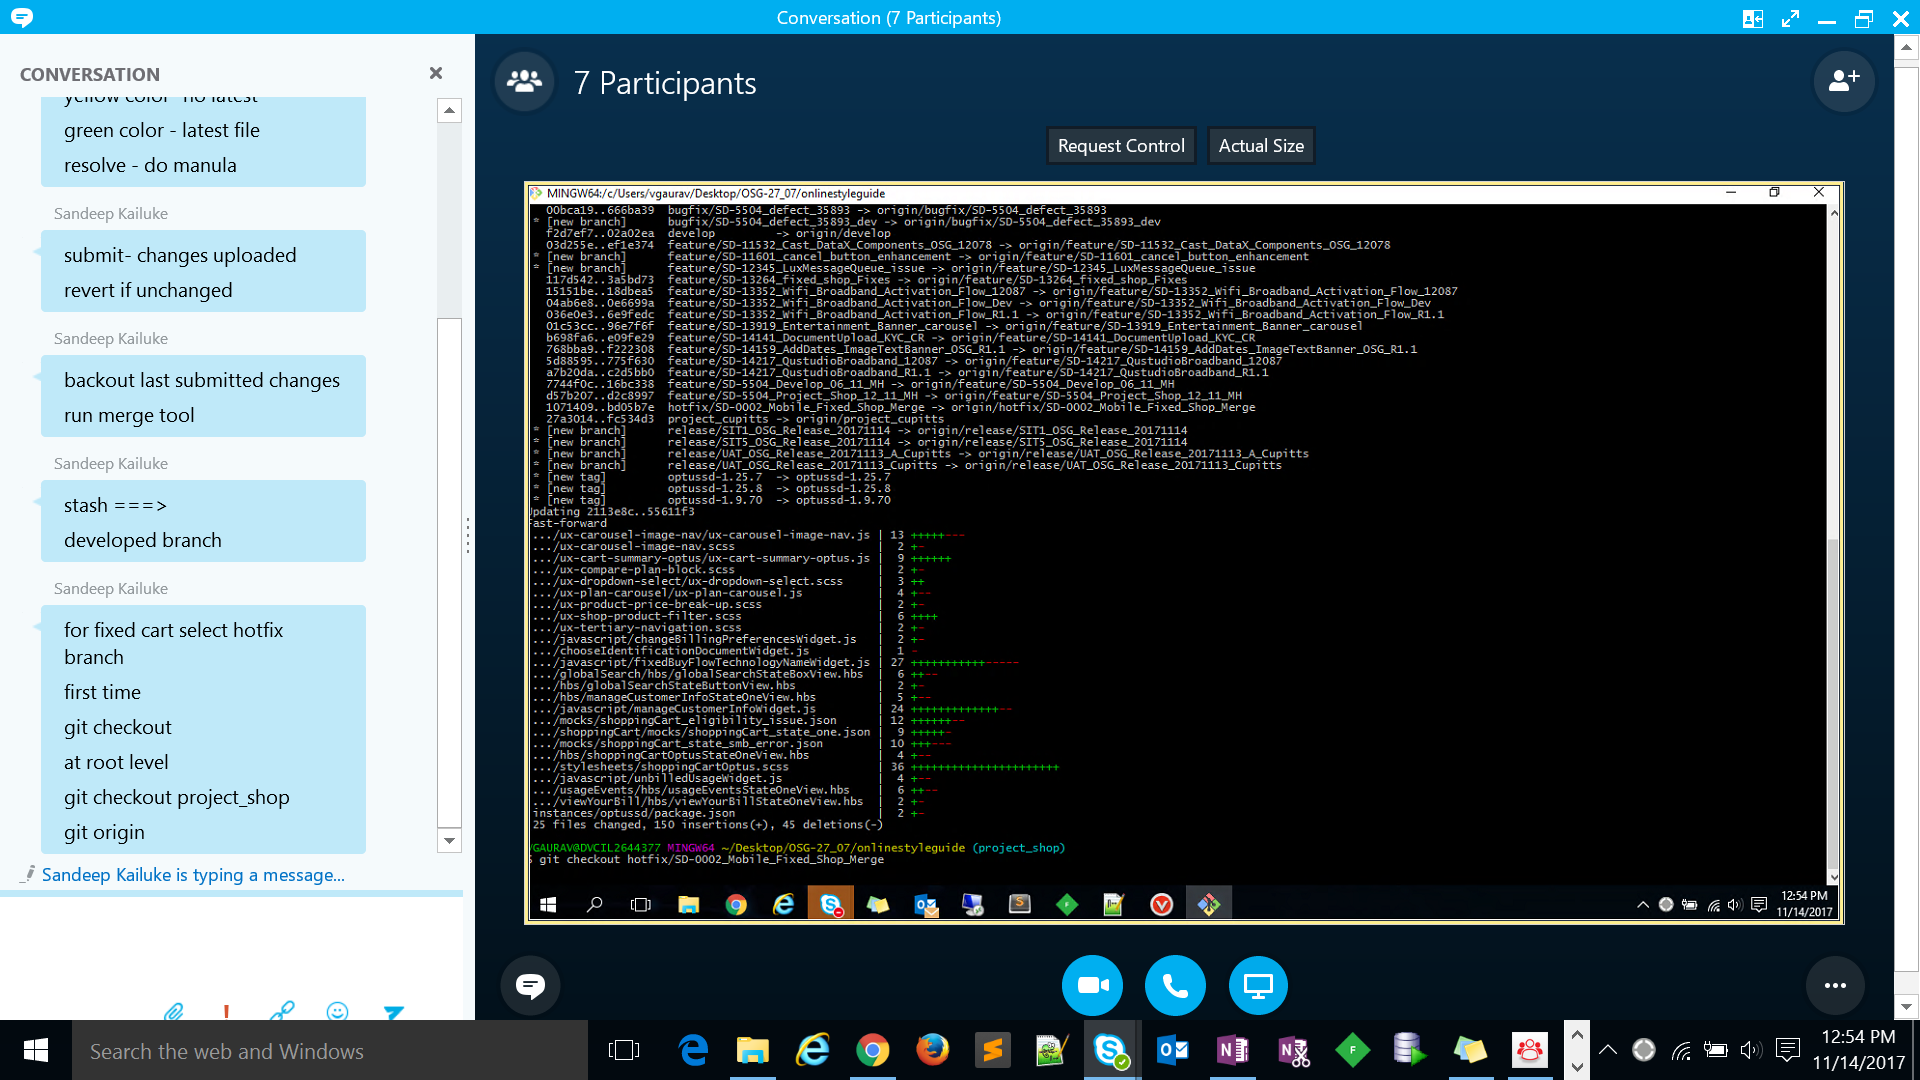 Conversation (7 Participants)
CONVERSATION
yellow color - no latest
green color - latest file
resolve - do manula
Sandeep Kailuke
submit- changes uploaded
revert if unchanged
Sandeep Kailuke
backout last submitted changes
run merge tool
Sandeep Kailuke
stash ===>
developed branch
Sandeep Kailuke
for fixed cart select hotfix
branch
first time
git checkout
at root level
git checkout project_shop
git origin
Sandeep Kailuke is typing a message...
7 Participants
Request Control
Actual Size
MINGW64:/c/Users/vgaurav/Desktop/OSG-27_07/onlinestyleguide
00bca19..666ba39 bugfix/SD-5504_defect_35893 -> origin/bugfix/SD-5504_defect_35893
* [new branch] bugfix/SD-5504_defect_35893_dev -> origin/bugfix/SD-5504_defect_35893_dev
f2d7ef7..02a02ea develop -> origin/develop
03d255e..ef1e374 feature/SD-11532_Cast_DataX_Components_OSG_12078 -> origin/feature/SD-11532_Cast_DataX_Components_OSG_12078
* [new branch] feature/SD-11601_cancel_button_enhancement -> origin/feature/SD-11601_cancel_button_enhancement
* [new branch] feature/SD-12345_LuxMessageQueue_issue -> origin/feature/SD-12345_LuxMessageQueue_issue
117d542..3a5bd73 feature/SD-13264_fixed_shop_Fixes -> origin/feature/SD-13264_fixed_shop_Fixes
15151be..18dbea5 feature/SD-13352_Wifi_Broadband_Activation_Flow_12087 -> origin/feature/SD-13352_Wifi_Broadband_Activation_Flow_12087
04ab6e8..0e6699a feature/SD-13352_Wifi_Broadband_Activation_Flow_Dev -> origin/feature/SD-13352_Wifi_Broadband_Activation_Flow_Dev
036e0e3..6e9fedc feature/SD-13352_Wifi_Broadband_Activation_Flow_R1.1 -> origin/feature/SD-13352_Wifi_Broadband_Activation_Flow_R1.1
01c53cc..96e7f6f feature/SD-13919_Entertainment_Banner_carousel -> origin/feature/SD-13919_Entertainment_Banner_carousel
b698fa6..e09fe29 feature/SD-14141_DocumentUpload_KYC_CR -> origin/feature/SD-14141_DocumentUpload_KYC_CR
768bba9..f222308 feature/SD-14159_AddDates_ImageTextBanner_OSG_R1.1 -> origin/feature/SD-14159_AddDates_ImageTextBanner_OSG_R1.1
5d88595..775f630 feature/SD-14217_QustudioBroadband_12087 -> origin/feature/SD-14217_QustudioBroadband_12087
a7b20da..c2d5bb0 feature/SD-14217_QustudioBroadband_R1.1 -> origin/feature/SD-14217_QustudioBroadband_R1.1
7744f0c..16bc338 feature/SD-5504_Develop_06_11_MH -> origin/feature/SD-5504_Develop_06_11_MH
d57b207..d2c8997 feature/SD-5504_Project_Shop_12_11_MH -> origin/feature/SD-5504_Project_Shop_12_11_MH
1071409..bd05b7e hotfix/SD-0002_Mobile_Fixed_Shop_Merge -> origin/hotfix/SD-0002_Mobile_Fixed_Shop_Merge
27a3014..fc534d3 project_cupitts -> origin/project_cupitts
* [new branch] release/SIT1_OSG_Release_20171114 -> origin/release/SIT1_OSG_Release_20171114
* [new branch] release/SIT5_OSG_Release_20171114 -> origin/release/SIT5_OSG_Release_20171114
* [new branch] release/UAT_OSG_Release_20171113_A_Cupitts -> origin/release/UAT_OSG_Release_20171113_A_Cupitts
* [new branch] release/UAT_OSG_Release_20171113_Cupitts -> origin/release/UAT_OSG_Release_20171113_Cupitts
* [new tag] optussd-1.25.7 -> optussd-1.25.7
* [new tag] optussd-1.25.8 -> optussd-1.25.8
* [new tag] optussd-1.9.70 -> optussd-1.9.70
Updating 2113e8c..55611f3
Fast-forward
.../ux-carousel-image-nav/ux-carousel-image-nav.js | 13 +++++---
.../ux-carousel-image-nav.scss | 2 +-
.../ux-cart-summary-optus/ux-cart-summary-optus.js | 9 ++++++
.../ux-compare-plan-block.scss | 2 +-
.../ux-dropdown-select/ux-dropdown-select.scss | 3 ++
.../ux-plan-carousel/ux-plan-carousel.js | 4 +--
.../ux-product-price-break-up.scss | 2 +-
.../ux-shop-product-filter.scss | 6 ++++
.../ux-tertiary-navigation.scss | 2 +-
.../javascript/changeBillingPreferencesWidget.js | 2 +-
.../chooseIdentificationDocumentWidget.js | 1 -
.../javascript/fixedBuyFlowTechnologyNameWidget.js | 27 +++++++++++-----
.../globalSearch/hbs/globalSearchStateBoxView.hbs | 6 ++--
.../hbs/globalSearchStateButtonView.hbs | 2 +-
.../hbs/manageCustomerInfoStateOneView.hbs | 5 +--
.../javascript/manageCustomerInfoWidget.js | 24 +++++++++++++--
.../mocks/shoppingCart_eligibility_issue.json | 12 ++++++--
.../shoppingCart/mocks/shoppingCart_state_one.json | 9 +++++-
.../mocks/shoppingCart_state_smb_error.json | 10 +++---
.../hbs/shoppingCartOptusStateOneView.hbs | 4 +--
.../stylesheets/shoppingCartOptus.scss | 36 ++++++++++++++++++++++
.../javascript/unbilledUsageWidget.js | 4 +--
.../usageEvents/hbs/usageEventsStateOneView.hbs | 6 ++--
.../viewYourBill/hbs/viewYourBillStateOneView.hbs | 2 +-
instances/optussd/package.json | 2 +-
25 files changed, 150 insertions(+), 45 deletions(-)
VGAURAV@DVCIL2644377 MINGW64 ~/Desktop/OSG-27_07/onlinestyleguide (project_shop)
$ git checkout hotfix/SD-0002_Mobile_Fixed_Shop_Merge
12:54 PM
11/14/2017
Search the web and Windows
12:54 PM
11/14/2017